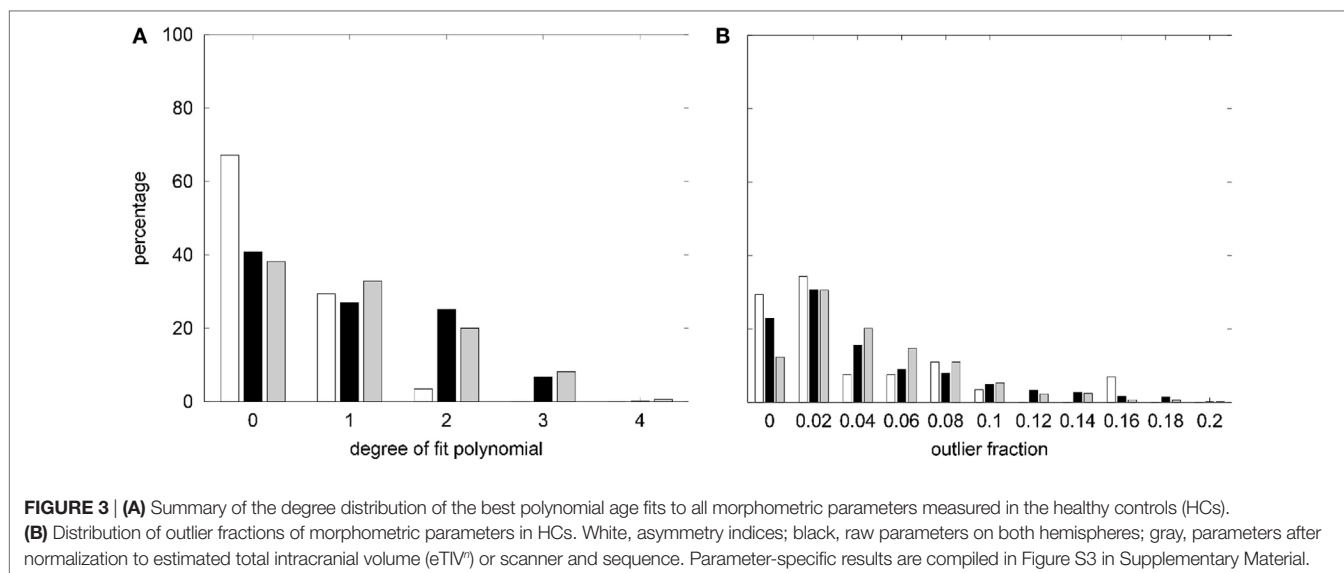 A
B
100
80
60
40
20
0
percentage
0 1 2 3 4
degree of fit polynomial
0 0.02 0.04 0.06 0.08 0.1 0.12 0.14 0.16 0.18 0.2
outlier fraction
FIGURE 3 | (A) Summary of the degree distribution of the best polynomial age fits to all morphometric parameters measured in the healthy controls (HCs).
(B) Distribution of outlier fractions of morphometric parameters in HCs. White, asymmetry indices; black, raw parameters on both hemispheres; gray, parameters after
normalization to estimated total intracranial volume (eTIVⁿ) or scanner and sequence. Parameter-specific results are compiled in Figure S3 in Supplementary Material.